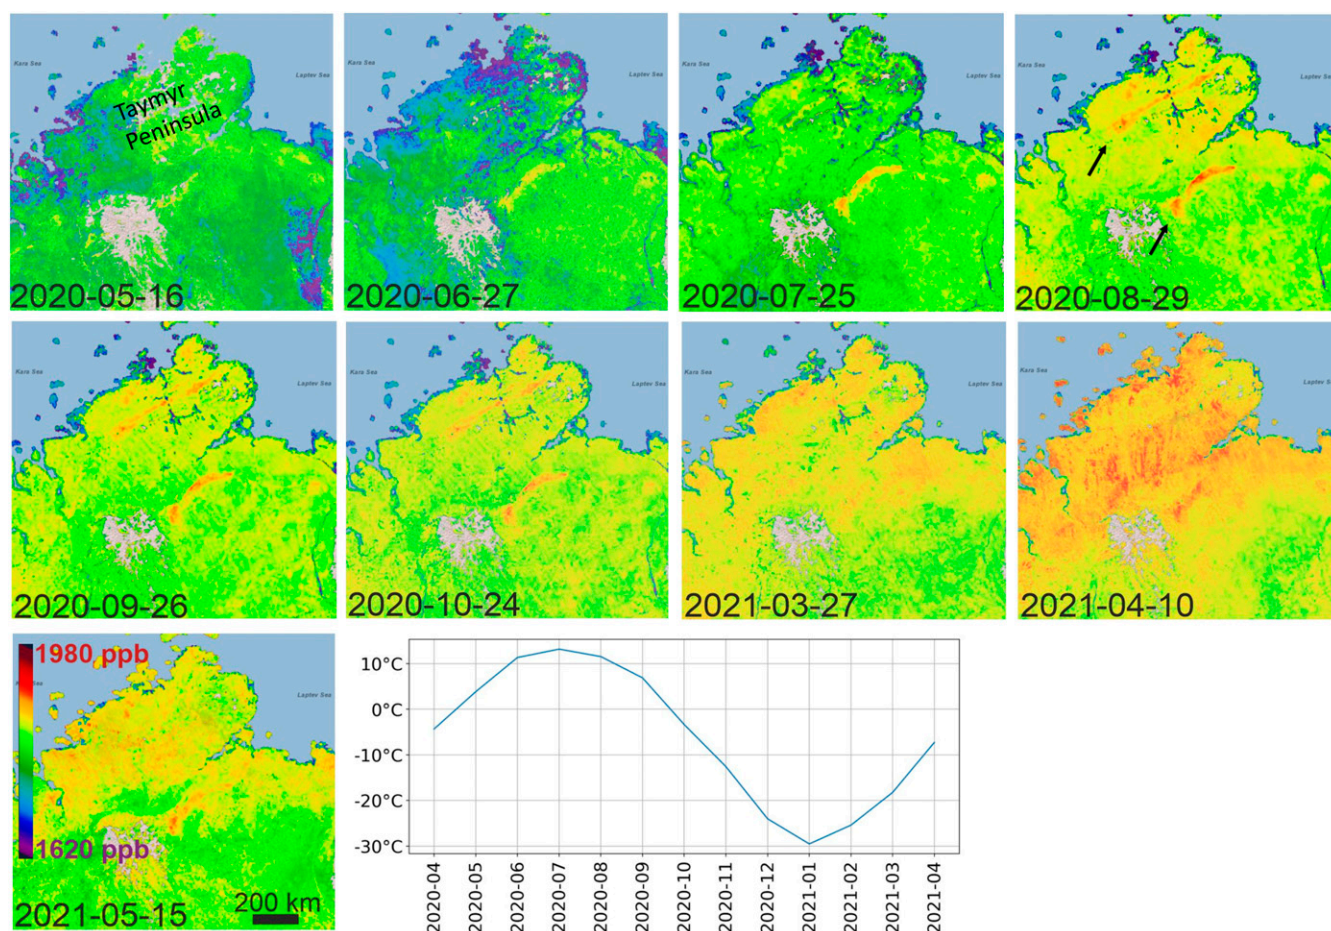 Kara Sea
Laptev Sea
Taymyr
Peninsula
2020-05-16
Kara Sea
Laptev Sea
2020-06-27
Kara Sea
Laptev Sea
2020-07-25
Kara Sea
Laptev Sea
2020-08-29
Kara Sea
Laptev Sea
2020-09-26
Kara Sea
Laptev Sea
2020-10-24
Kara Sea
Laptev Sea
2021-03-27
Kara Sea
Laptev Sea
2021-04-10
1980 ppb
Sea
Laptev Sea
1620 ppb
200 km
2021-05-15
10°C
0°C
-10°C
-20°C
-30°C
2020-04
2020-05
2020-06
2020-07
2020-08
2020-09
2020-10
2020-11
2020-12
2021-01
2021-02
2021-03
2021-04